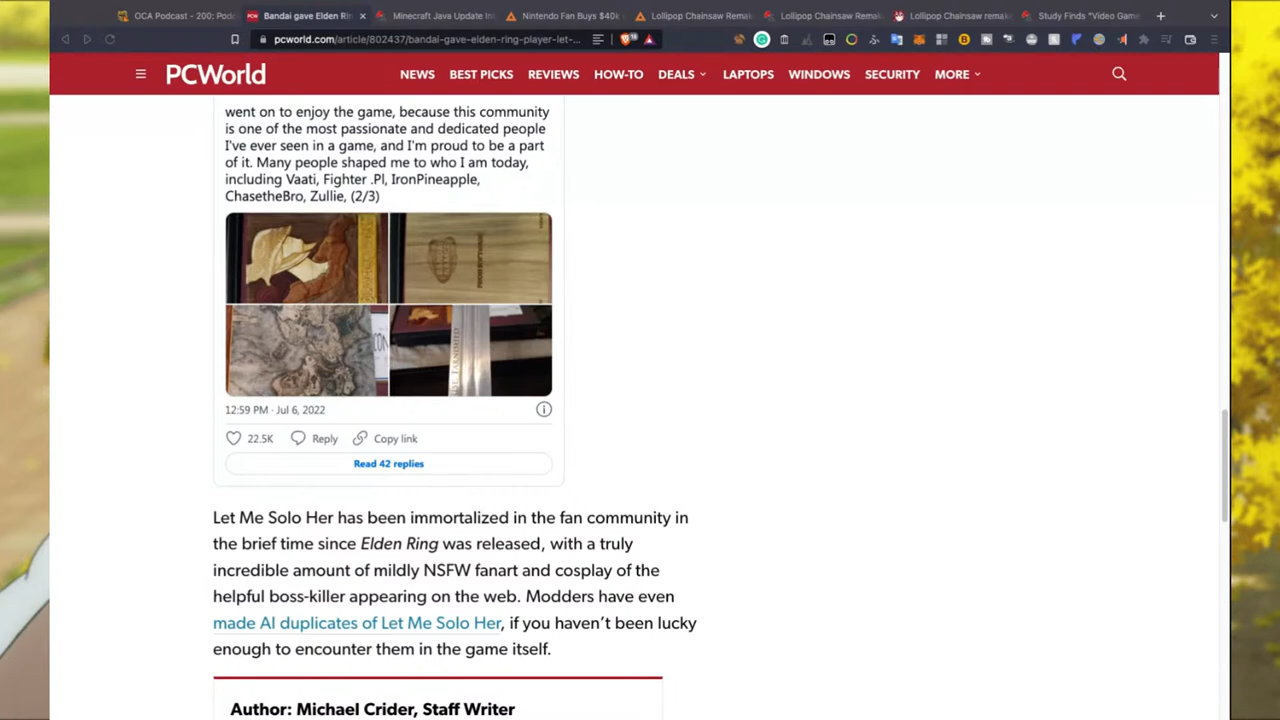 OCA Podcast - 200: Pod
Bandai gave Elden Rin
Minecraft Java Update In
Nintendo Fan Buys $40k
Lollipop Chainsaw Rema
Lollipop Chainsaw Rema
Lollipop Chainsaw remak
Study Finds "Video Game
pcworld.com/article/802437/bandai-gave-elden-ring-player-let-...
PCWorld
NEWS
BEST PICKS
REVIEWS
HOW-TO
DEALS
LAPTOPS
WINDOWS
SECURITY
MORE
went on to enjoy the game, because this community
is one of the most passionate and dedicated people
I've ever seen in a game, and I'm proud to be a part
of it. Many people shaped me to who I am today,
including Vaati, Fighter .Pl, IronPineapple,
ChasetheBro, Zullie, (2/3)
12:59 PM · Jul 6, 2022
22.5K
Reply
Copy link
Read 42 replies
Let Me Solo Her has been immortalized in the fan community in
the brief time since Elden Ring was released, with a truly
incredible amount of mildly NSFW fanart and cosplay of the
helpful boss-killer appearing on the web. Modders have even
made AI duplicates of Let Me Solo Her, if you haven't been lucky
enough to encounter them in the game itself.
Author: Michael Crider, Staff Writer